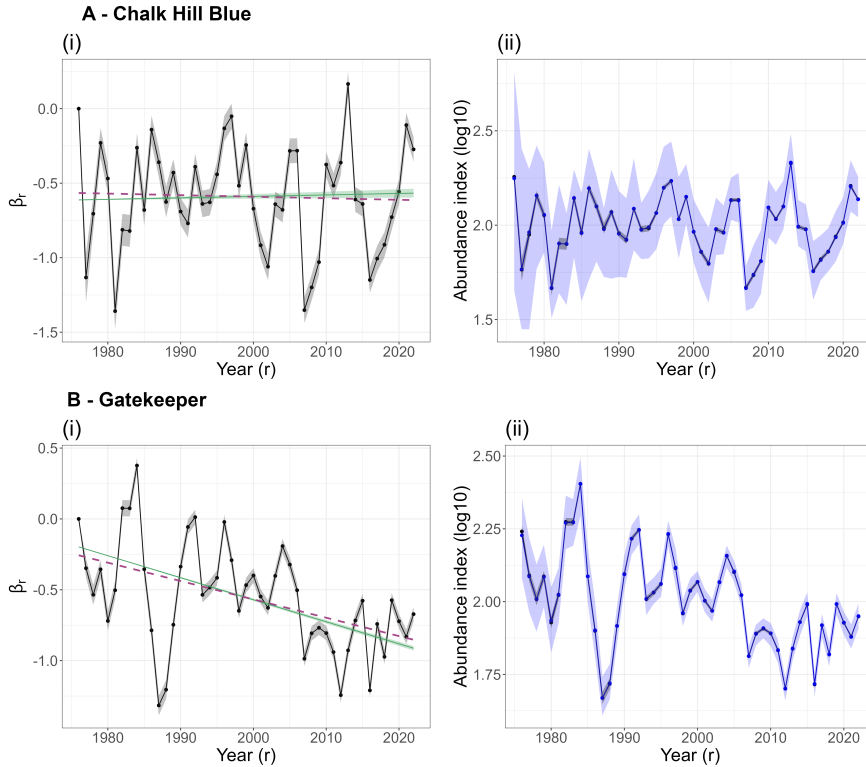 A - Chalk Hill Blue
(i)
(ii)
0.0
-0.5
-1.0
-1.5
βr
1980
1990
2000
2010
2020
Year (r)
2.5
2.0
1.5
Abundance index (log10)
1980
1990
2000
2010
2020
Year (r)
B - Gatekeeper
(i)
(ii)
0.5
0.0
-0.5
-1.0
βr
1980
1990
2000
2010
2020
Year (r)
2.50
2.25
2.00
1.75
Abundance index (log10)
1980
1990
2000
2010
2020
Year (r)